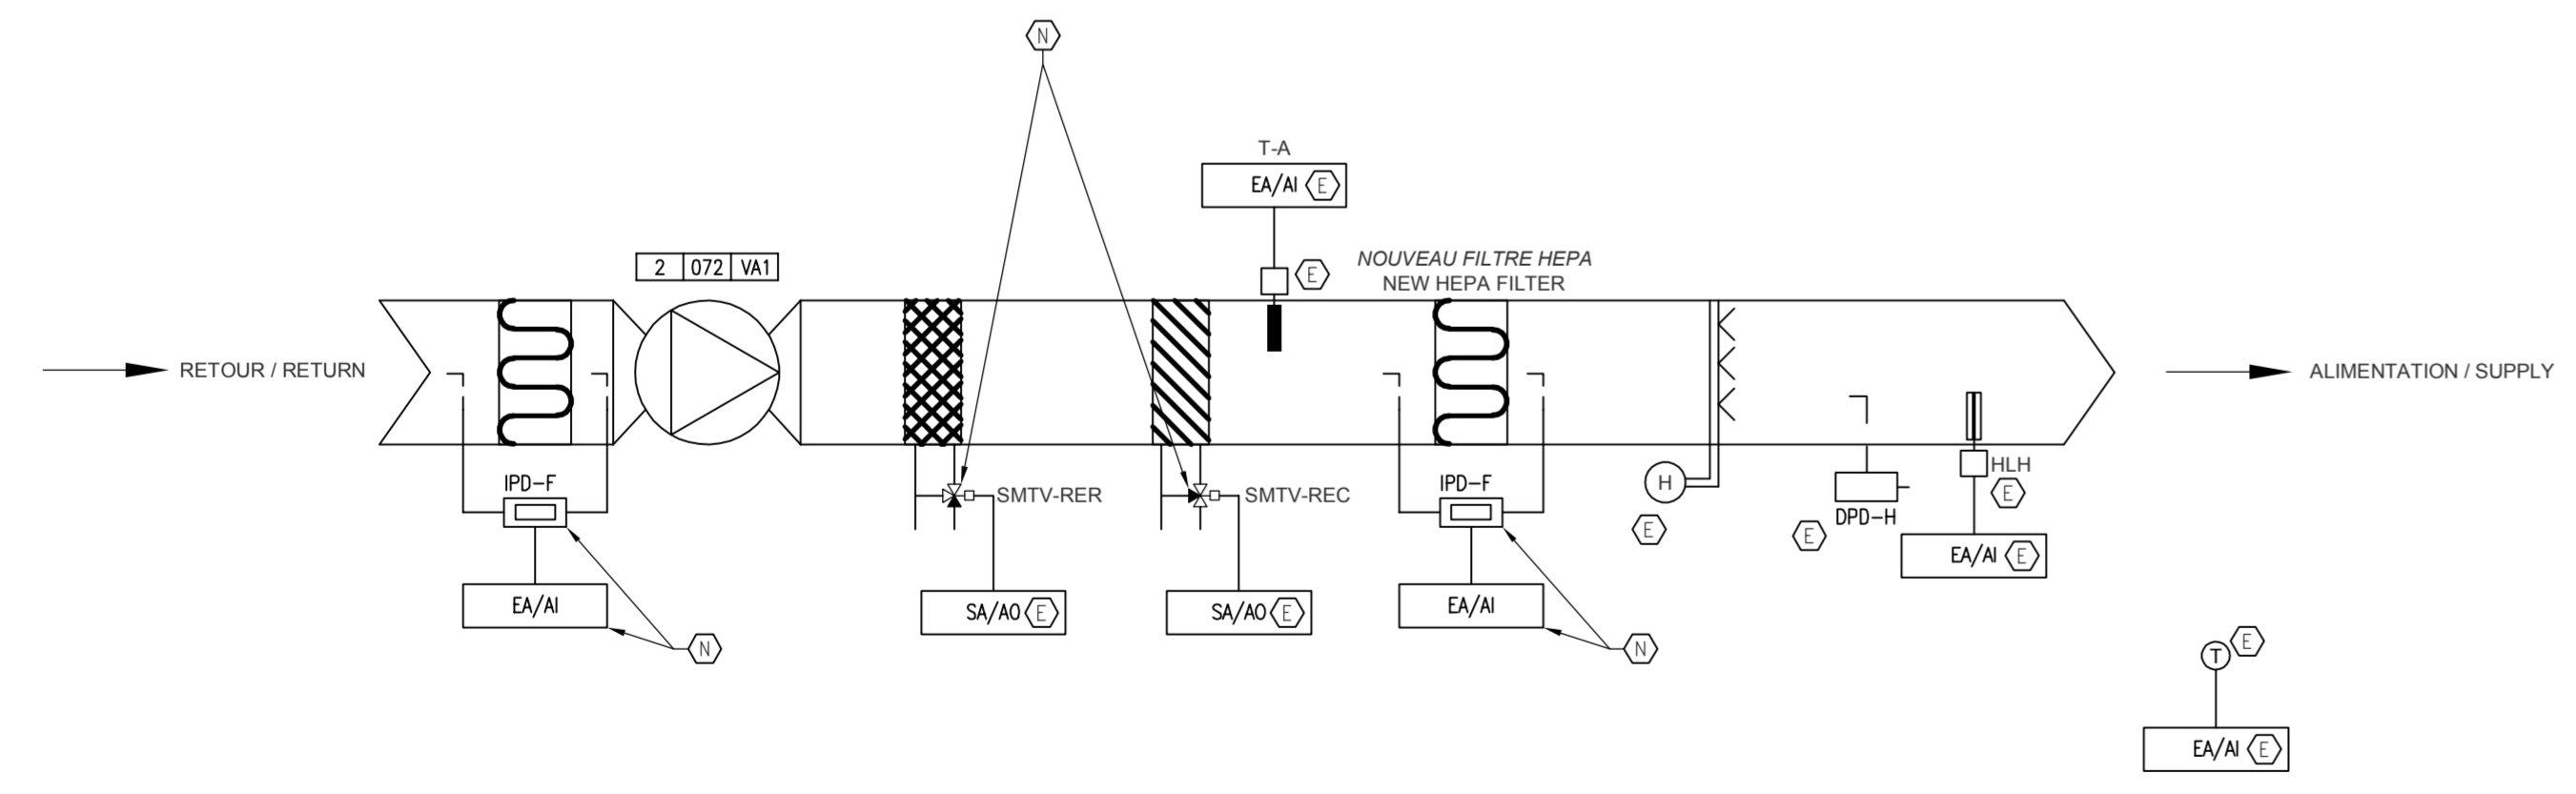 N
T-A
EA/AI E
E
NOUVEAU FILTRE HEPA
NEW HEPA FILTER
2 072 VA1
RETOUR / RETURN
ALIMENTATION / SUPPLY
IPD-F
SMTV-RER
SMTV-REC
IPD-F
H
E
DPD-H
E
HLH
E
EA/AI E
EA/AI
N
SA/AO E
SA/AO E
EA/AI
N
T E
EA/AI E